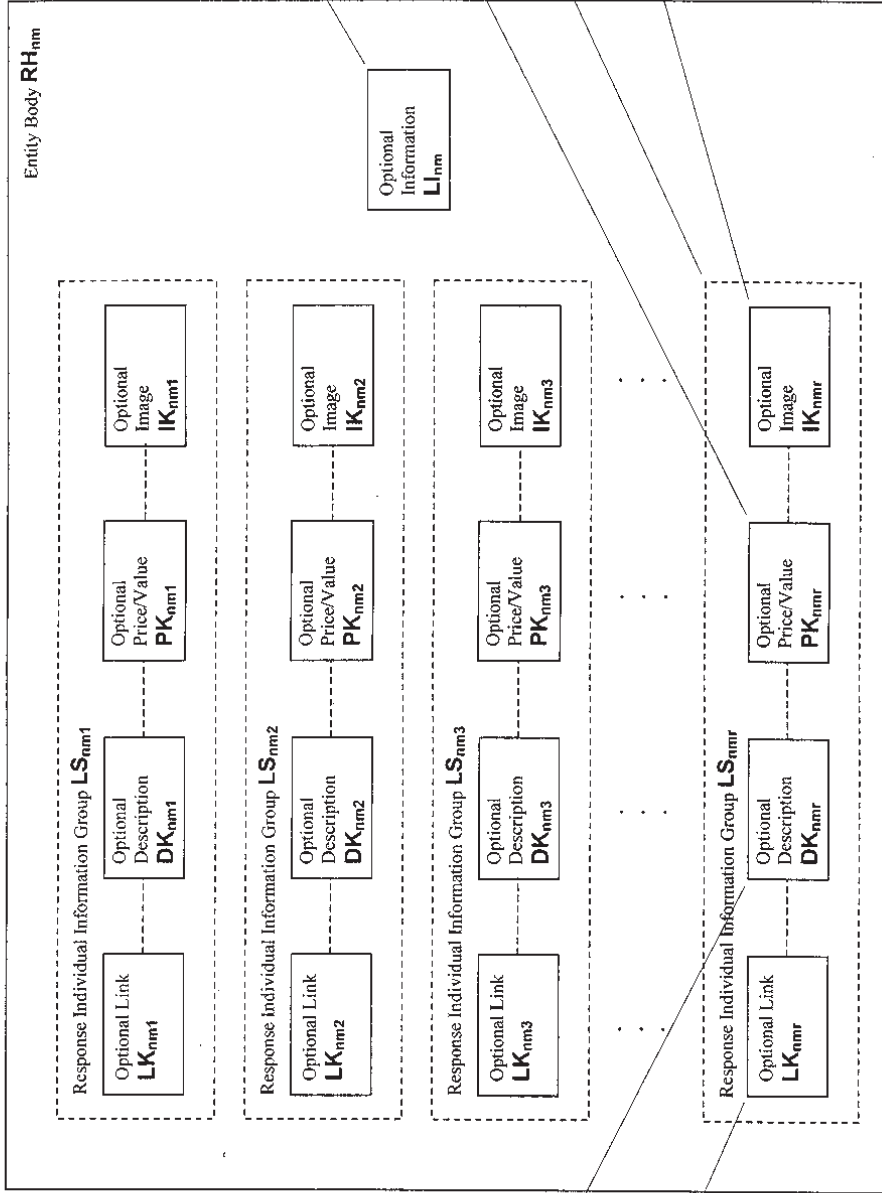 Entity Body RHnm
Response Individual Information Group LSnm1
Optional Link
LKnm1
Optional
Description
DKnm1
Optional
Price/Value
PKnm1
Optional
Image
IKnm1
Response Individual Information Group LSnm2
Optional Link
LKnm2
Optional
Description
DKnm2
Optional
Price/Value
PKnm2
Optional
Image
IKnm2
Optional
Information
LInm
Response Individual Information Group LSnm3
Optional Link
LKnm3
Optional
Description
DKnm3
Optional
Price/Value
PKnm3
Optional
Image
IKnm3
. . .
. . .
. . .
. . .
Response Individual Information Group LSnmr
Optional Link
LKnmr
Optional
Description
DKnmr
Optional
Price/Value
PKnmr
Optional
Image
IKnmr